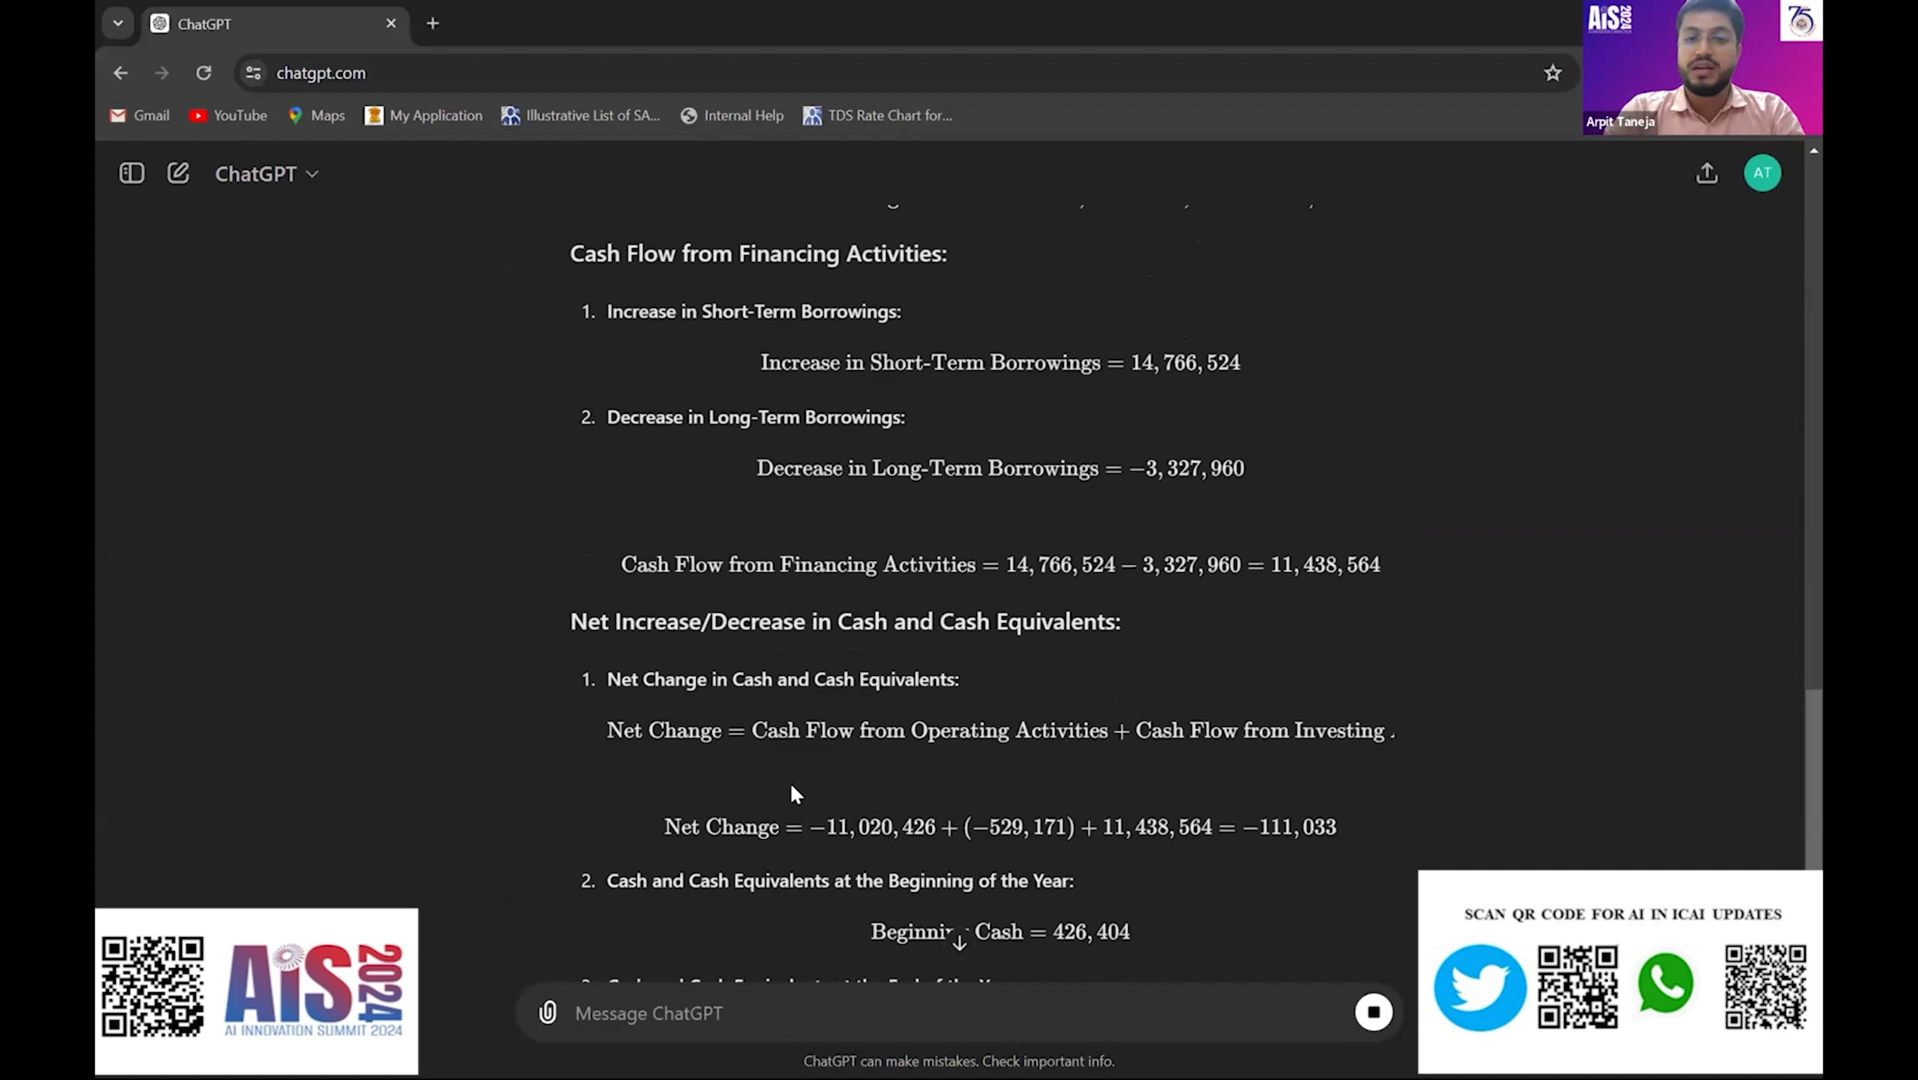 ChatGPT
chatgpt.com
Gmail
YouTube
Maps
My Application
Illustrative List of SA...
Internal Help
TDS Rate Chart for...
AiS 2024
75
Arpit Taneja
ChatGPT
AT
Cash Flow from Financing Activities:
1. Increase in Short-Term Borrowings:
Increase in Short-Term Borrowings = 14, 766, 524
2. Decrease in Long-Term Borrowings:
Decrease in Long-Term Borrowings = −3, 327, 960
Cash Flow from Financing Activities = 14, 766, 524 − 3, 327, 960 = 11, 438, 564
Net Increase/Decrease in Cash and Cash Equivalents:
1. Net Change in Cash and Cash Equivalents:
Net Change = Cash Flow from Operating Activities + Cash Flow from Investing
Net Change = −11, 020, 426 + (−529, 171) + 11, 438, 564 = −111, 033
2. Cash and Cash Equivalents at the Beginning of the Year:
Beginning Cash = 426, 404
Message ChatGPT
ChatGPT can make mistakes. Check important info.
AiS 2024
AI INNOVATION SUMMIT 2024
SCAN QR CODE FOR AI IN ICAI UPDATES